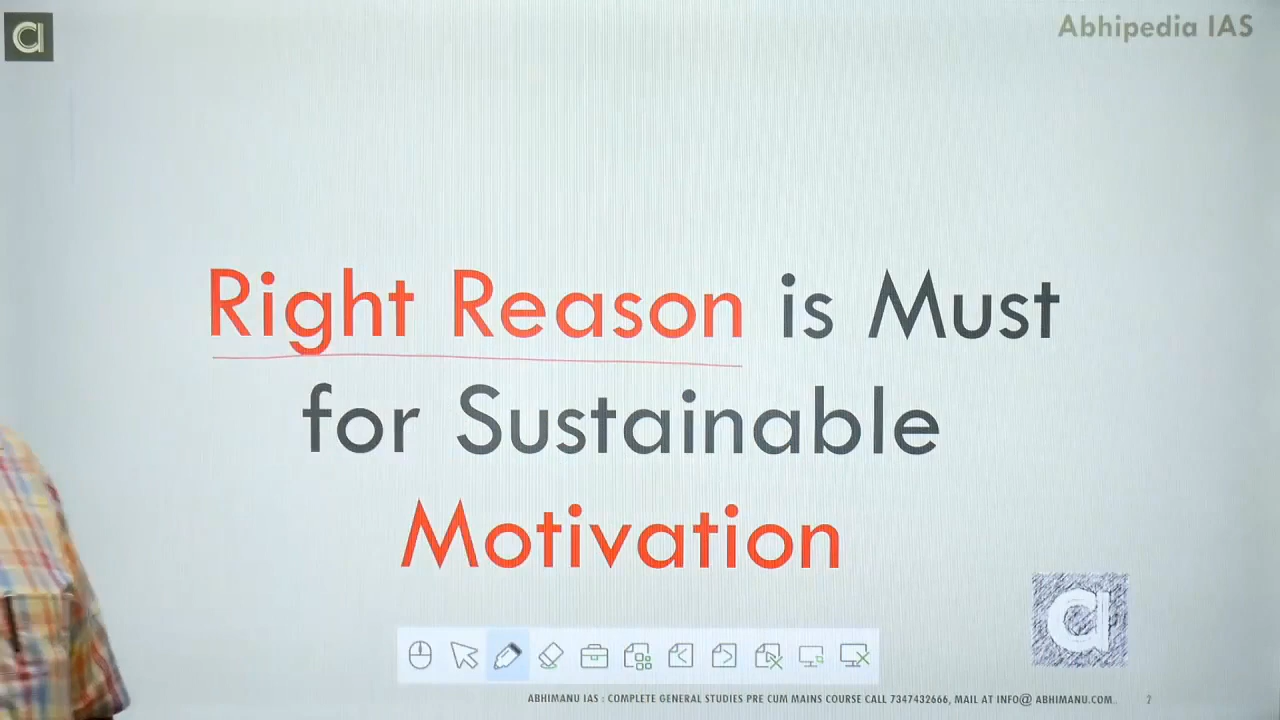 Abhipedia IAS
Right Reason is Must
for Sustainable
Motivation
ABHIMANU IAS : COMPLETE GENERAL STUDIES PRE CUM MAINS COURSE CALL 7347432666, MAIL AT INFO@ ABHIMANU.COM..
2